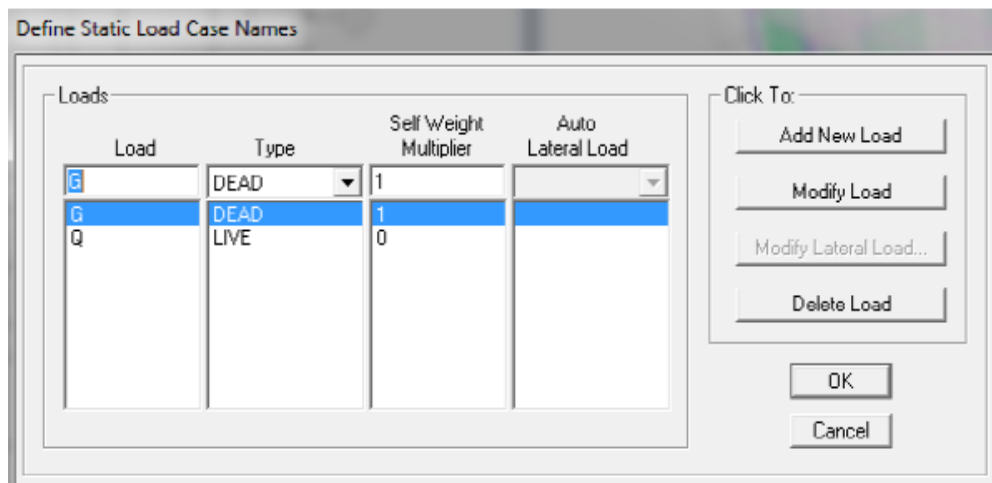 Define Static Load Case Names
Loads
Load Type Self Weight Multiplier Auto Lateral Load
G DEAD 1
G DEAD 1
Q LIVE 0
Click To:
Add New Load
Modify Load
Modify Lateral Load...
Delete Load
OK
Cancel